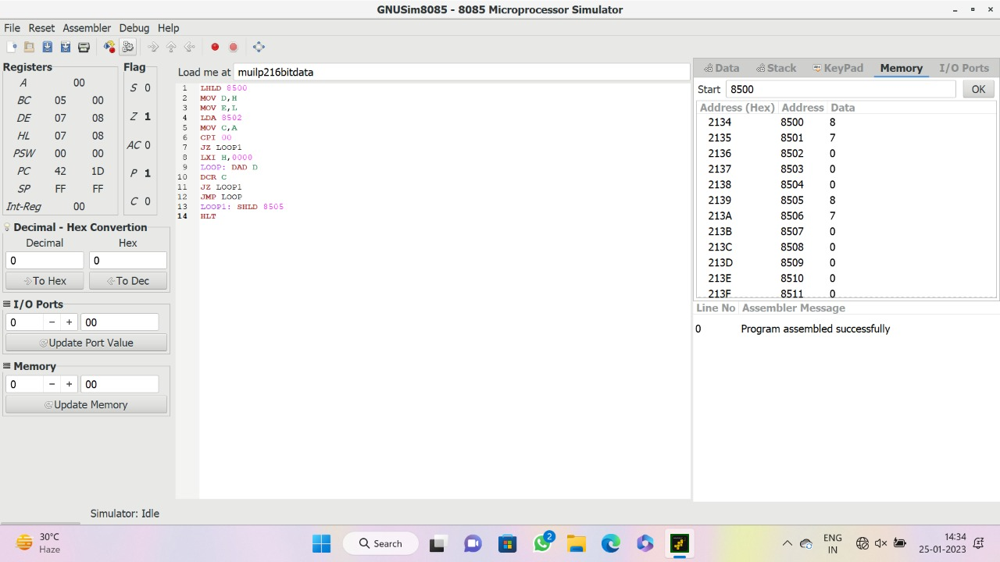 GNUSim8085 - 8085 Microprocessor Simulator
File Reset Assembler Debug Help
Registers
A 00
BC 05 00
DE 07 08
HL 07 08
PSW 00 00
PC 42 1D
SP FF FF
Int-Reg 00
Flag
S 0
Z 1
AC 0
P 1
C 0
Decimal - Hex Convertion
Decimal Hex
0 0
To Hex To Dec
I/O Ports
0 − + 00
Update Port Value
Memory
0 − + 00
Update Memory
Load me at muilp216bitdata
1 LHLD 8500
2 MOV D,H
3 MOV E,L
4 LDA 8502
5 MOV C,A
6 CPI 00
7 JZ LOOP1
8 LXI H,0000
9 LOOP: DAD D
10 DCR C
11 JZ LOOP1
12 JMP LOOP
13 LOOP1: SHLD 8505
14 HLT
Data Stack KeyPad Memory I/O Ports
Start 8500 OK
Address (Hex) Address Data
2134 8500 8
2135 8501 7
2136 8502 0
2137 8503 0
2138 8504 0
2139 8505 8
213A 8506 7
213B 8507 0
213C 8508 0
213D 8509 0
213E 8510 0
213F 8511 0
Line No Assembler Message
0 Program assembled successfully
Simulator: Idle
30°C
Haze
Search
2
ENG
IN
14:34
25-01-2023